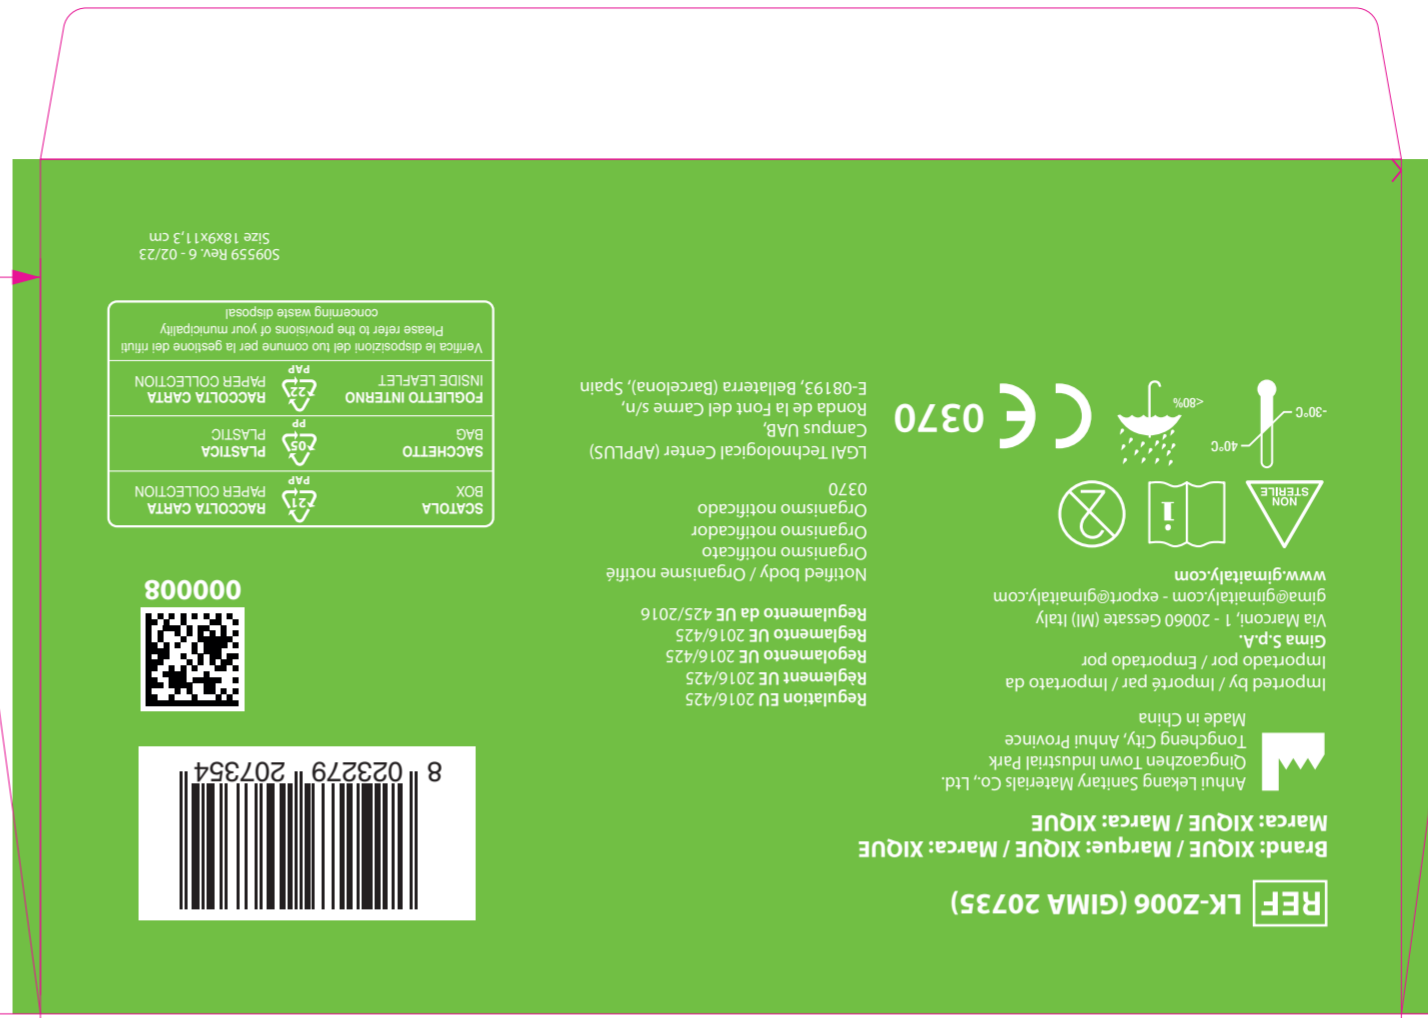 REF LK-Z006 (GIMA 20735)
Brand: XIQUE / Marque: XIQUE / Marca: XIQUE
Marca: XIQUE / Marca: XIQUE
Anhui Lekang Sanitary Materials Co., Ltd.
Qingcaozhen Town Industrial Park
Tongcheng City, Anhui Province
Made in China
Imported by / Importé par / Importato da
Importado por / Emportado por
Gima S.p.A.
Via Marconi, 1 - 20060 Gessate (MI) Italy
gima@gimaitaly.com - export@gimaitaly.com
www.gimaitaly.com
NON
STERILE
i
2
-30°C
40°C
<80%
CE 0370
Regulation EU 2016/425
Règlement UE 2016/425
Regolamento UE 2016/425
Reglamento UE 2016/425
Regulamento da UE 425/2016
Notified body / Organisme notifié
Organismo notificato
Organismo notificador
Organismo notificado
0370
LGAI Technological Center (APPLUS)
Campus UAB,
Ronda de la Font del Carme s/n,
E-08193, Bellaterra (Barcelona), Spain
8 023279 207354
000008
SCATOLA 21 RACCOLTA CARTA
BOX PAP PAPER COLLECTION
SACCHETTO 05 PLASTICA
BAG PP PLASTIC
FOGLIETTO INTERNO 22 RACCOLTA CARTA
INSIDE LEAFLET PAP PAPER COLLECTION
Verifica le disposizioni del tuo comune per la gestione dei rifiuti
Please refer to the provisions of your municipality
concerning waste disposal
S09559 Rev. 6 - 02/23
Size 18x9x11,3 cm